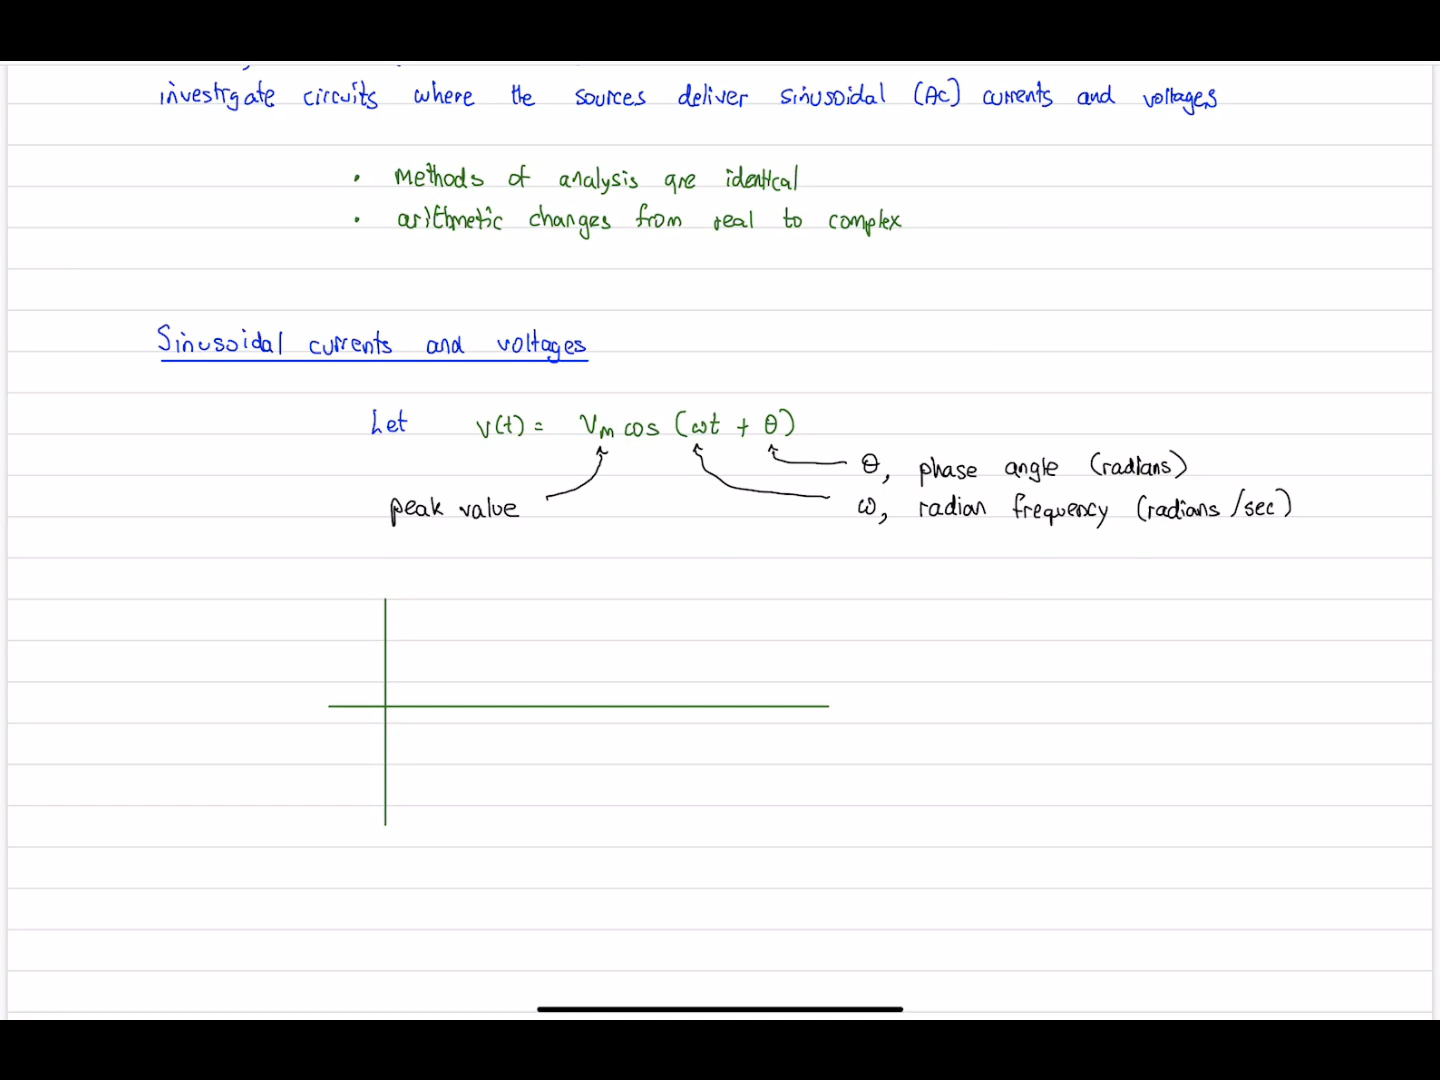 investigate circuits where the sources deliver sinusoidal (AC) currents and voltages
• methods of analysis are identical
• arithmetic changes from real to complex
Sinusoidal currents and voltages
Let v(t) = V_M cos (ωt + θ)
θ, phase angle (radians)
peak value
ω, radian frequency (radians/sec)